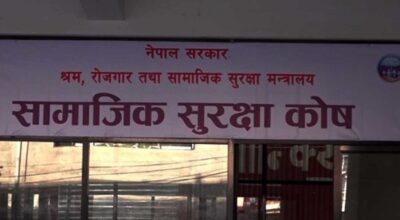 नेपाल सरकार
श्रम, रोजगार तथा सामाजिक सुरक्षा मन्त्रालय
सामाजिक सुरक्षा कोष